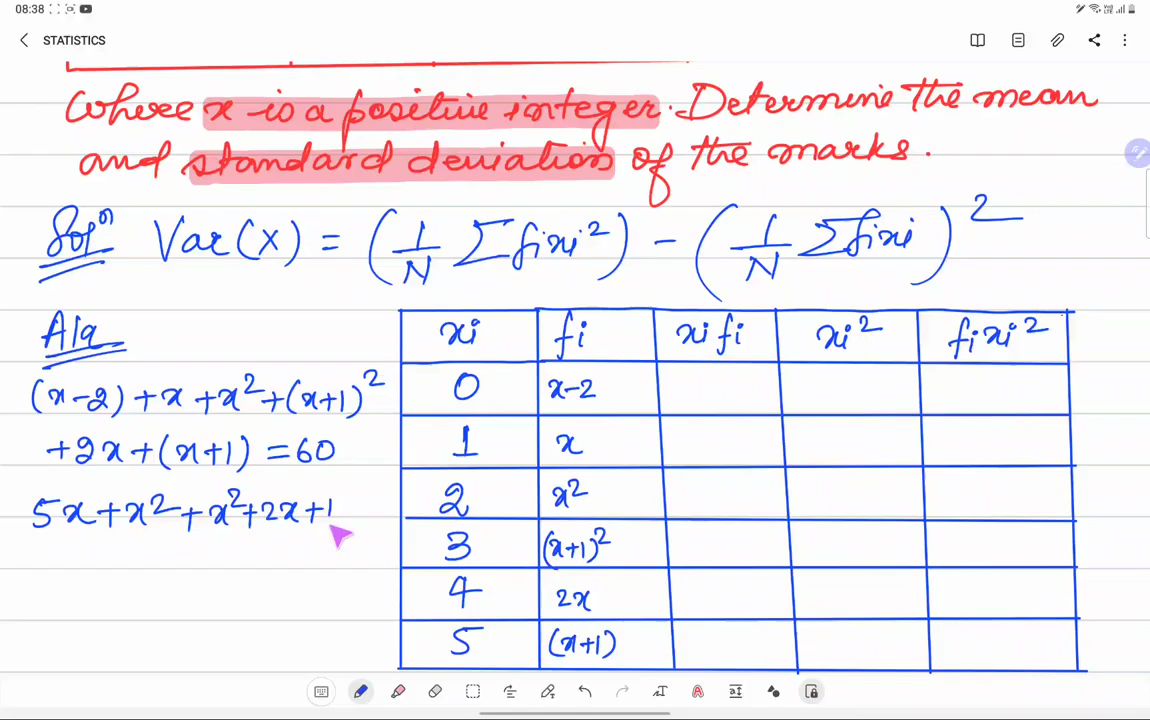 08:38
STATISTICS
where x is a positive integer. Determine the mean
and standard deviation of the marks.
Solⁿ Var(X) = (1/N Σfixi²) - (1/N Σfixi)²
A/q
(x-2) + x + x² + (x+1)²
+2x+(x+1) = 60
5x+x²+x²+2x+1
xi fi xifi xi² fixi²
0 x-2
1 x
2 x²
3 (x+1)²
4 2x
5 (x+1)